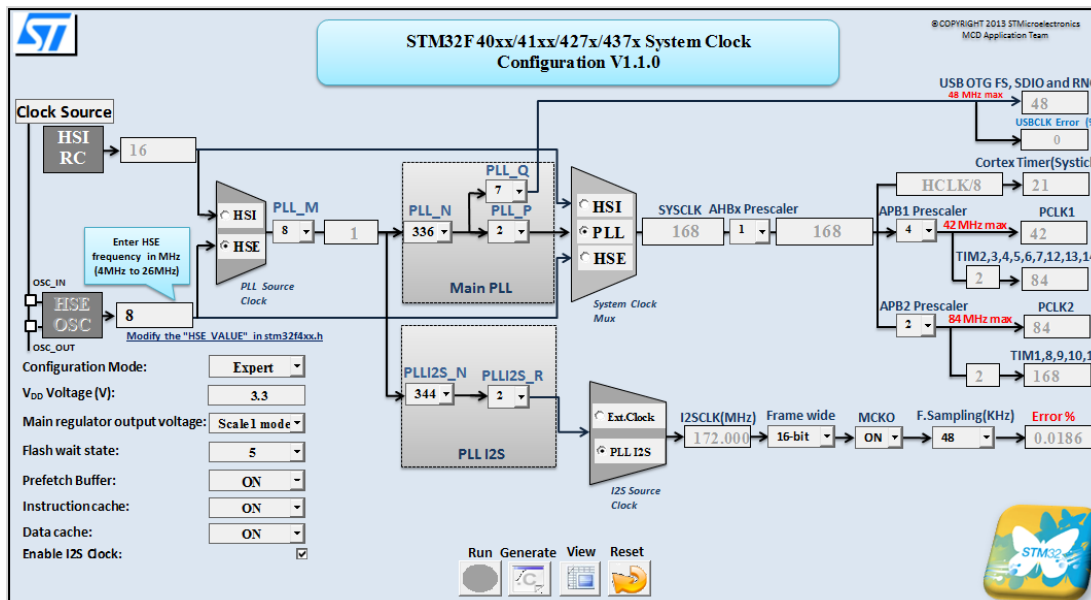 ST
STM32F40xx/41xx/427x/437x System Clock
Configuration V1.1.0
©COPYRIGHT 2013 STMicroelectronics
MCD Application Team
USB OTG FS, SDIO and RNG
48 MHz max
48
USBCLK Error (%
0
Clock Source
HSI
RC
16
Cortex Timer(Systick
HCLK/8
21
PLL_M
8
1
HSI
HSE
PLL Source
Clock
PLL_N
336
PLL_Q
7
PLL_P
2
Main PLL
HSI
PLL
HSE
System Clock
Mux
SYSCLK
168
AHBx Prescaler
1
168
APB1 Prescaler
4
42 MHz max
PCLK1
42
TIM2,3,4,5,6,7,12,13,14
2
84
APB2 Prescaler
2
84 MHz max
PCLK2
84
TIM1,8,9,10,1
2
168
Enter HSE
frequency in MHz
(4MHz to 26MHz)
OSC_IN
HSE
OSC
OSC_OUT
8
Modify the "HSE_VALUE" in stm32f4xx.h
Configuration Mode: Expert
VDD Voltage (V): 3.3
Main regulator output voltage: Scale1 mode
Flash wait state: 5
Prefetch Buffer: ON
Instruction cache: ON
Data cache: ON
Enable I2S Clock:
PLLI2S_N
344
PLLI2S_R
2
PLL I2S
Ext.Clock
PLL I2S
I2S Source
Clock
I2SCLK(MHz)
172.000
Frame wide
16-bit
MCKO
ON
F.Sampling(KHz)
48
Error %
0.0186
Run Generate View Reset
STM32